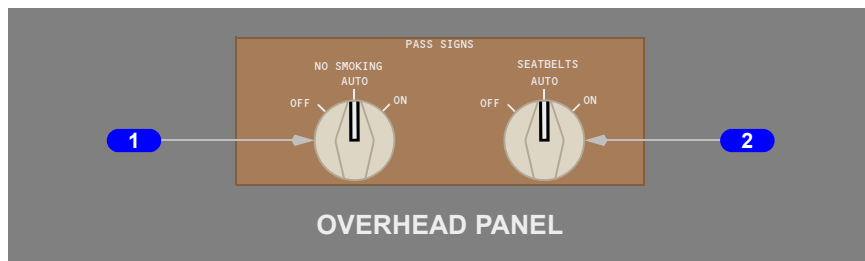 PASS SIGNS
NO SMOKING
AUTO
OFF
ON
SEATBELTS
AUTO
OFF
ON
1
2
OVERHEAD PANEL